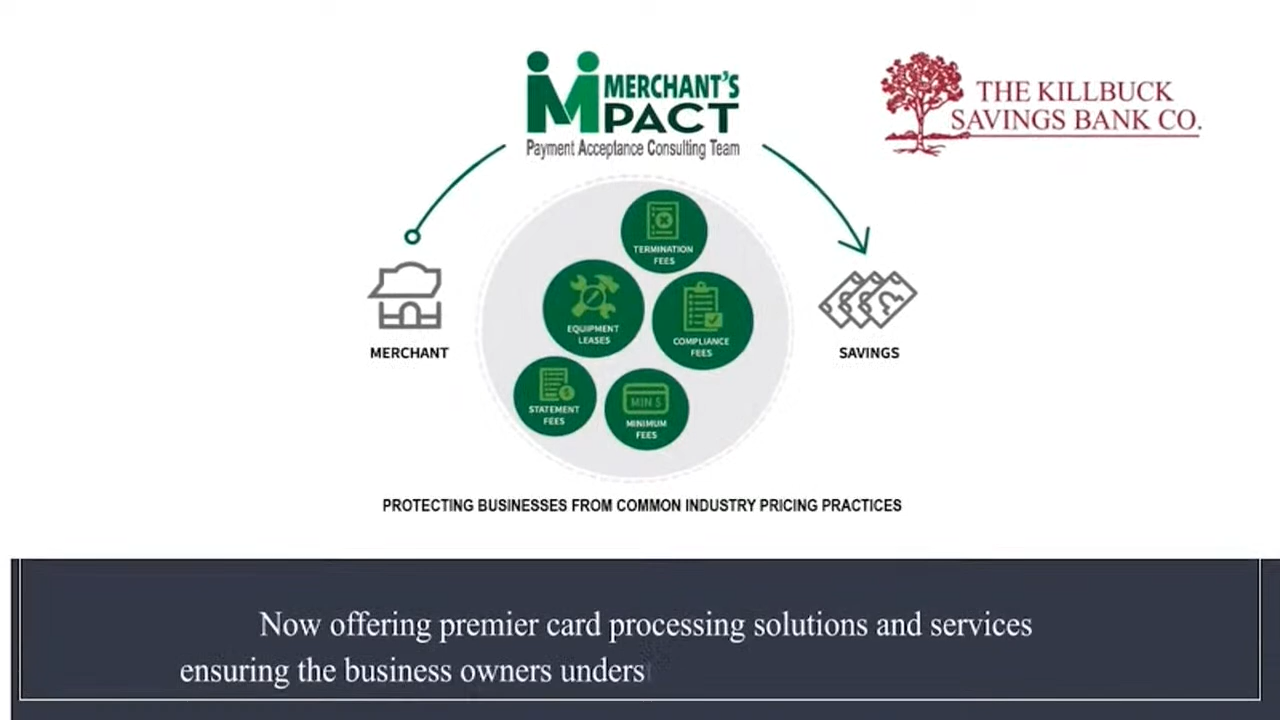 MERCHANT'S
PACT
Payment Acceptance Consulting Team
THE KILLBUCK
SAVINGS BANK CO.
TERMINATION
FEES
EQUIPMENT
LEASES
COMPLIANCE
FEES
STATEMENT
FEES
MIN $
MINIMUM
FEES
MERCHANT
SAVINGS
PROTECTING BUSINESSES FROM COMMON INDUSTRY PRICING PRACTICES
Now offering premier card processing solutions and services
ensuring the business owners unders